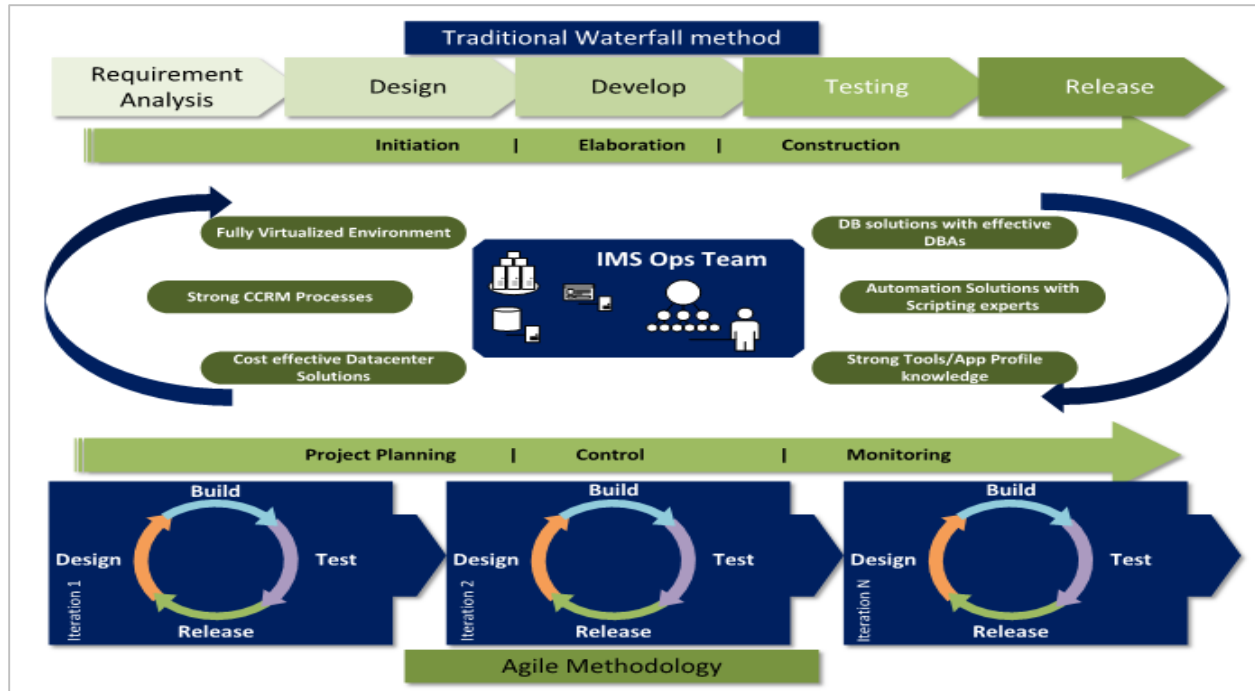 Traditional Waterfall method
Requirement
Analysis
Design
Develop
Testing
Release
Initiation | Elaboration | Construction
Fully Virtualized Environment
Strong CCRM Processes
Cost effective Datacenter
Solutions
IMS Ops Team
DB solutions with effective
DBAs
Automation Solutions with
Scripting experts
Strong Tools/App Profile
knowledge
Project Planning | Control | Monitoring
Iteration 1
Build
Design
Test
Release
Iteration 2
Build
Design
Test
Release
Iteration N
Build
Design
Test
Release
Agile Methodology